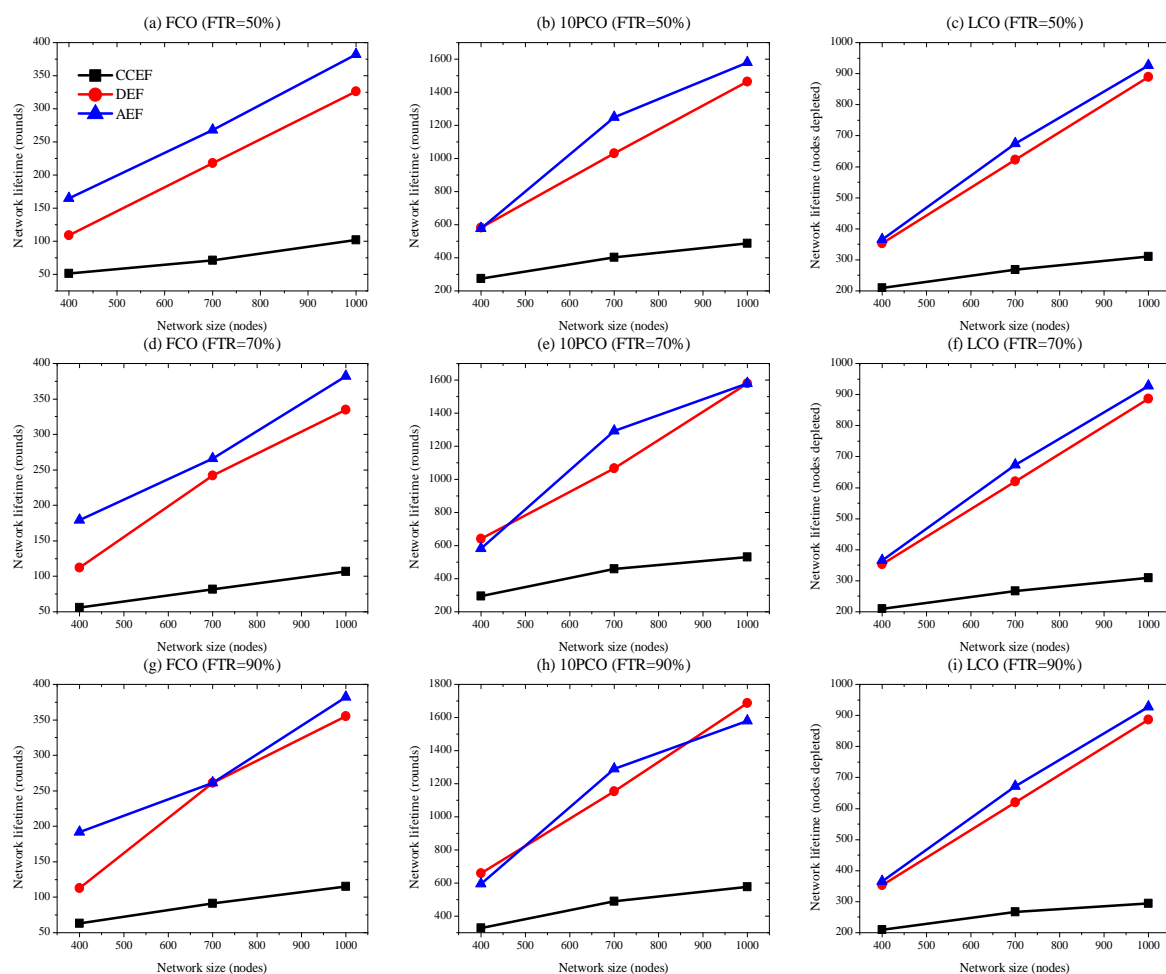 (a) FCO (FTR=50%)
400
350
300
250
200
150
100
50
Network lifetime (rounds)
CCEF
DEF
AEF
400 500 600 700 800 900 1000
Network size (nodes)
(b) 10PCO (FTR=50%)
1600
1400
1200
1000
800
600
400
200
Network lifetime (rounds)
400 500 600 700 800 900 1000
Network size (nodes)
(c) LCO (FTR=50%)
1000
900
800
700
600
500
400
300
200
Network lifetime (nodes depleted)
400 500 600 700 800 900 1000
Network size (nodes)
(d) FCO (FTR=70%)
400
350
300
250
200
150
100
50
Network lifetime (rounds)
400 500 600 700 800 900 1000
Network size (nodes)
(e) 10PCO (FTR=70%)
1600
1400
1200
1000
800
600
400
200
Network lifetime (rounds)
400 500 600 700 800 900 1000
Network size (nodes)
(f) LCO (FTR=70%)
1000
900
800
700
600
500
400
300
200
Network lifetime (nodes depleted)
400 500 600 700 800 900 1000
Network size (nodes)
(g) FCO (FTR=90%)
400
350
300
250
200
150
100
50
Network lifetime (rounds)
400 500 600 700 800 900 1000
Network size (nodes)
(h) 10PCO (FTR=90%)
1800
1600
1400
1200
1000
800
600
400
Network lifetime (rounds)
400 500 600 700 800 900 1000
Network size (nodes)
(i) LCO (FTR=90%)
1000
900
800
700
600
500
400
300
200
Network lifetime (nodes depleted)
400 500 600 700 800 900 1000
Network size (nodes)